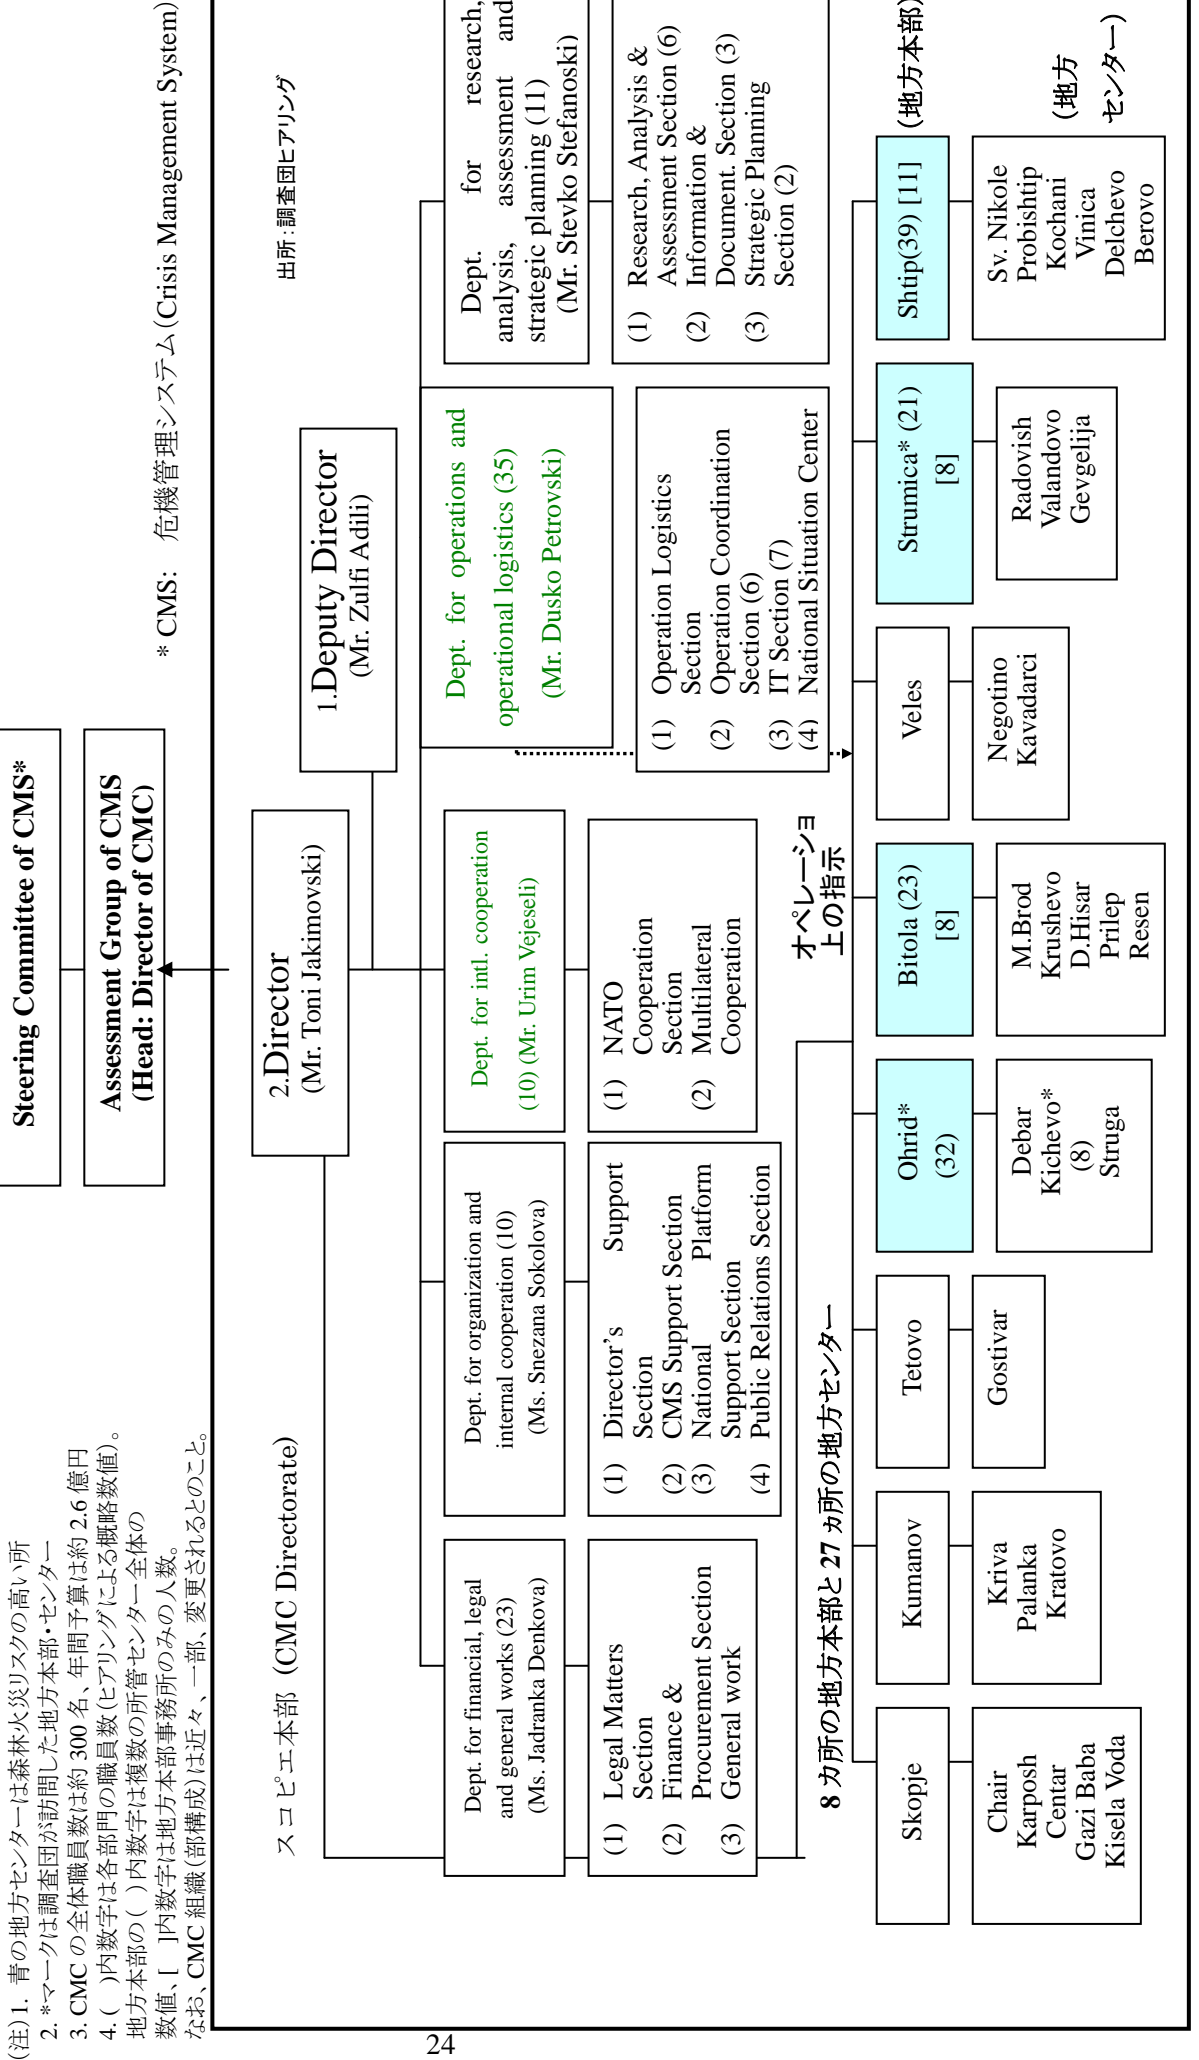 (注)1. 青の地方センターは森林火災リスクの高い所
2. *マークは調査団が訪問した地方本部・センター
3. CMC の全体職員数は約 300 名、年間予算は約 2.6 億円
4. ( )内数字は各部門の職員数(ヒアリングによる概略数値)。
地方本部の( )内数字は複数の所管センター全体の
数値、[ ]内数字は地方本部事務所のみの人数。
なお、CMC 組織(部構成)は近々、一部、変更されるとのこと。
Steering Committee of CMS*
Assessment Group of CMS
(Head: Director of CMC)
* CMS: 危機管理システム(Crisis Management System)
スコピエ本部 (CMC Directorate)
2.Director
(Mr. Toni Jakimovski)
1.Deputy Director
(Mr. Zulfi Adili)
出所:調査団ヒアリング
Dept. for financial, legal
and general works (23)
(Ms. Jadranka Denkova)
Dept. for organization and
internal cooperation (10)
(Ms. Snezana Sokolova)
Dept. for intl. cooperation
(10) (Mr. Urim Vejeseli)
Dept. for operations and
operational logistics (35)
(Mr. Dusko Petrovski)
Dept. for research,
analysis, assessment and
strategic planning (11)
(Mr. Stevko Stefanoski)
(1) Legal Matters
Section
(2) Finance &
Procurement Section
(3) General work
(1) Director's Support
Section
(2) CMS Support Section
(3) National Platform
Support Section
(4) Public Relations Section
(1) NATO
Cooperation
Section
(2) Multilateral
Cooperation
(1) Operation Logistics
Section
(2) Operation Coordination
Section (6)
(3) IT Section (7)
(4) National Situation Center
(1) Research, Analysis &
Assessment Section (6)
(2) Information &
Document. Section (3)
(3) Strategic Planning
Section (2)
オペレーショ
上の指示
8 カ所の地方本部と 27 カ所の地方センター
Skopje
Kumanov
Tetovo
Ohrid*
(32)
Bitola (23)
[8]
Veles
Strumica* (21)
[8]
Shtip(39) [11]
(地方本部)
Chair
Karposh
Centar
Gazi Baba
Kisela Voda
Kriva
Palanka
Kratovo
Gostivar
Debar
Kichevo*
(8)
Struga
M.Brod
Krushevo
D.Hisar
Prilep
Resen
Negotino
Kavadarci
Radovish
Valandovo
Gevgelija
Sv. Nikole
Probishtip
Kochani
Vinica
Delchevo
Berovo
(地方
センター)
24